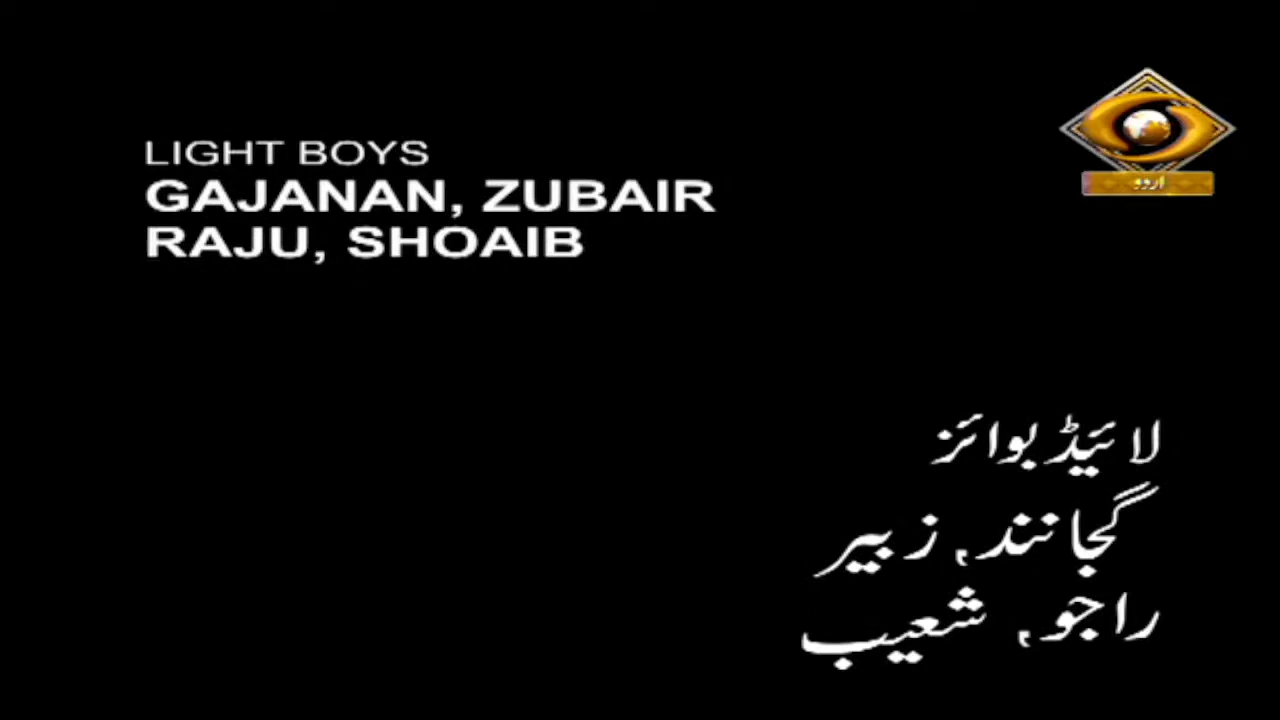 LIGHT BOYS
GAJANAN, ZUBAIR
RAJU, SHOAIB
اردو
لائیڈ بوائز
گجانند, زبیر
راجو, شعیب